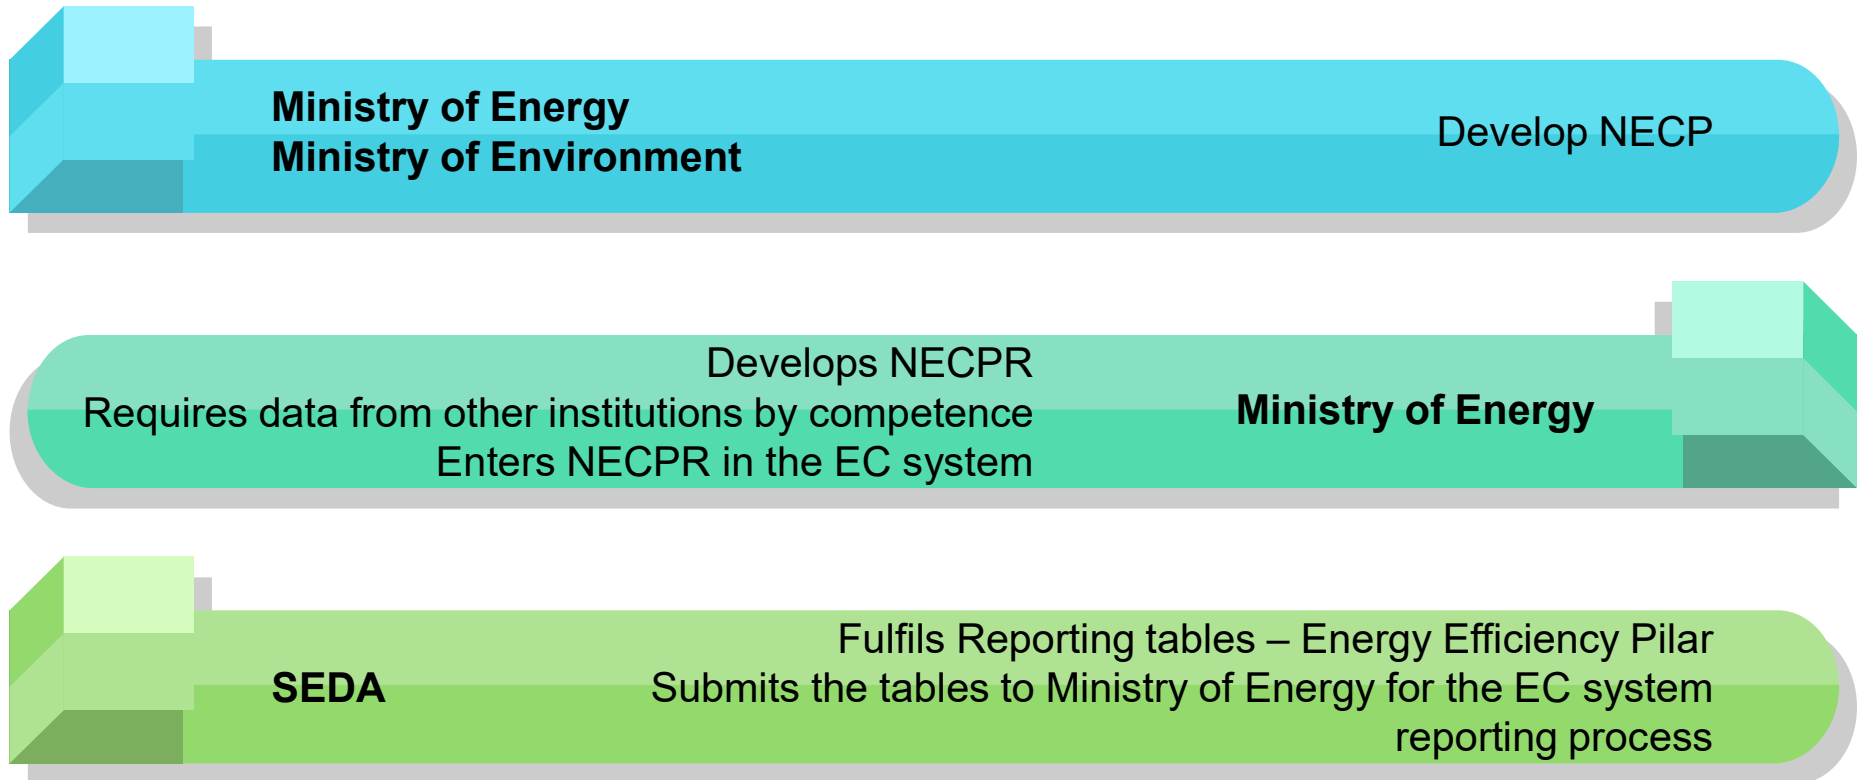 Ministry of Energy
Ministry of Environment
Develop NECP
Develops NECPR
Requires data from other institutions by competence
Enters NECPR in the EC system
Ministry of Energy
SEDA
Fulfils Reporting tables – Energy Efficiency Pilar
Submits the tables to Ministry of Energy for the EC system
reporting process